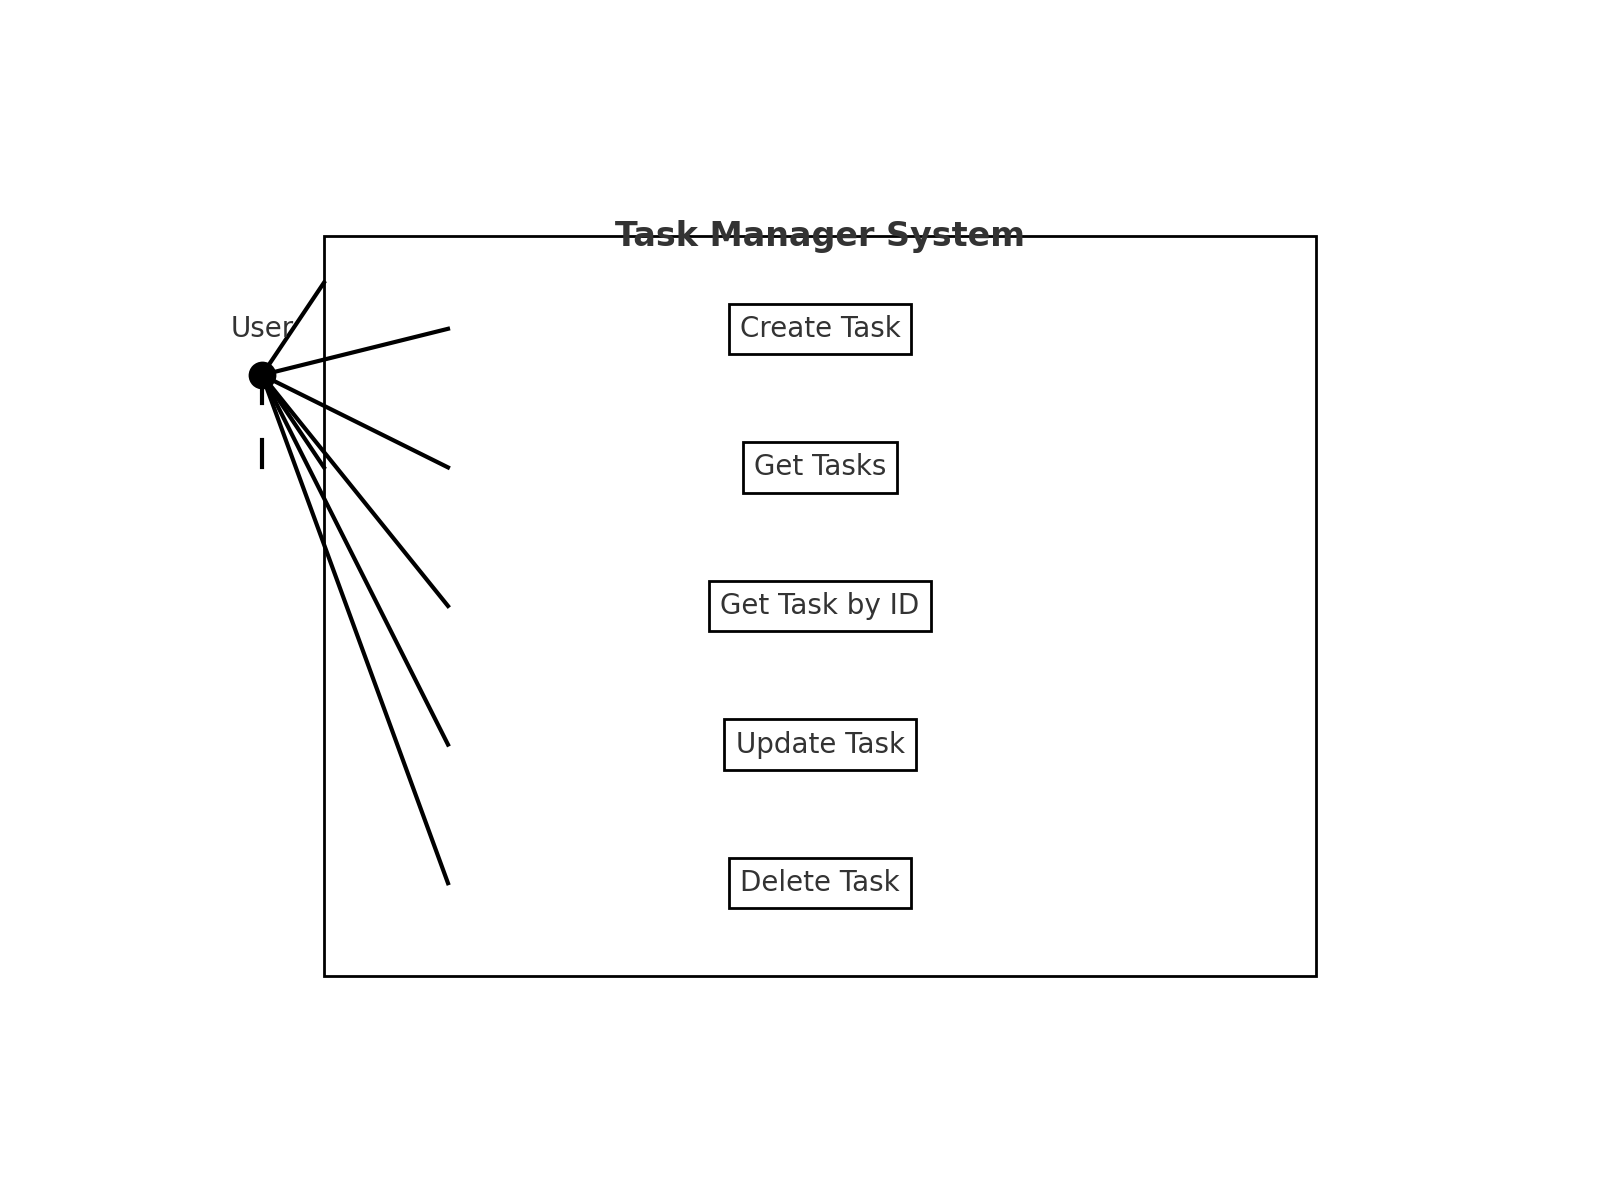 Task Manager System
User
Create Task
Get Tasks
Get Task by ID
Update Task
Delete Task